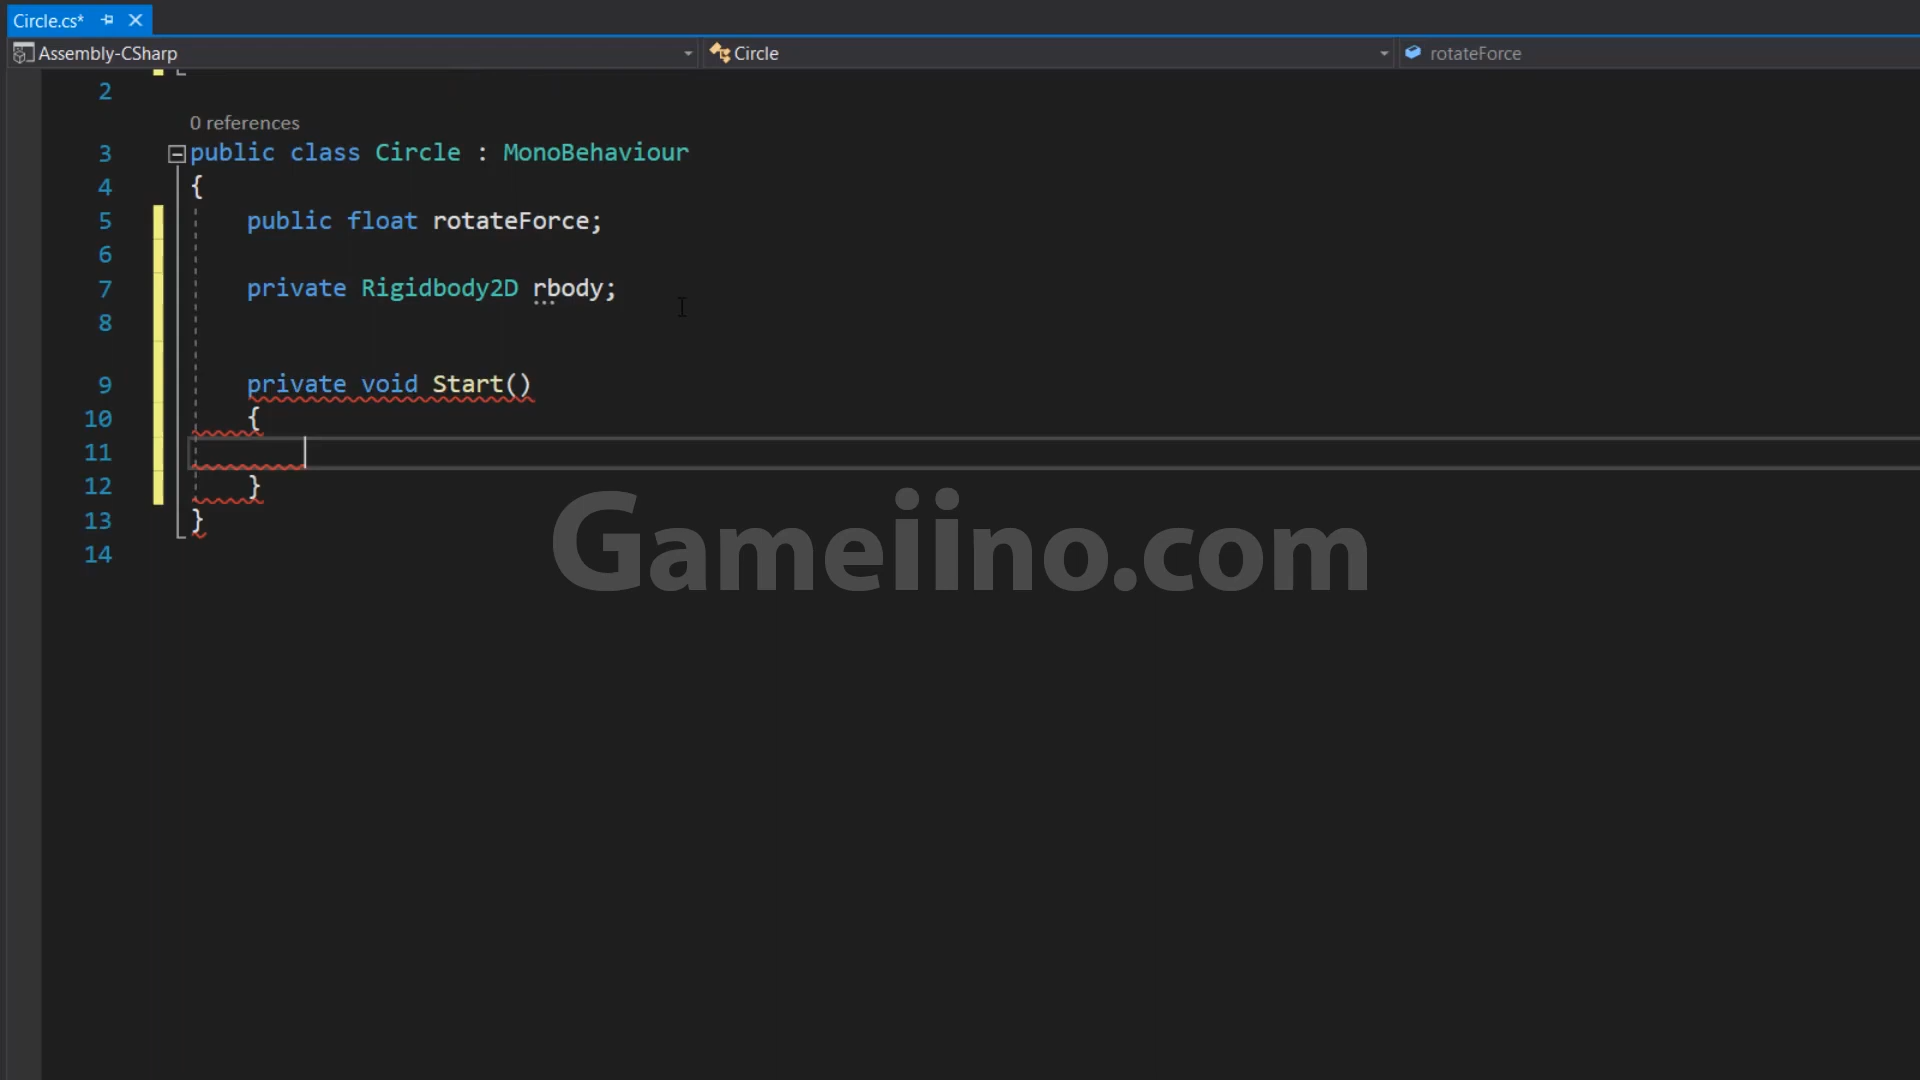 Circle.cs*
Assembly-CSharp
Circle
rotateForce
2
0 references
3 public class Circle : MonoBehaviour
4 {
5 public float rotateForce;
6
7 private Rigidbody2D rbody;
8
9 private void Start()
10 {
11
12 }
13 }
14
Gameiino.com